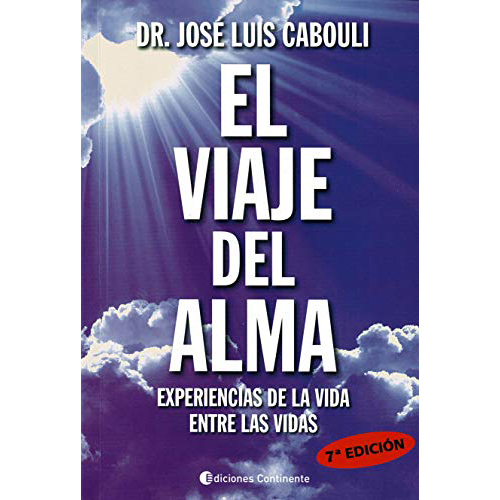 DR. JOSÉ LUIS CABOULI
EL
VIAJE
DEL
ALMA
EXPERIENCIAS DE LA VIDA
ENTRE LAS VIDAS
7ª EDICIÓN
Ediciones Continente